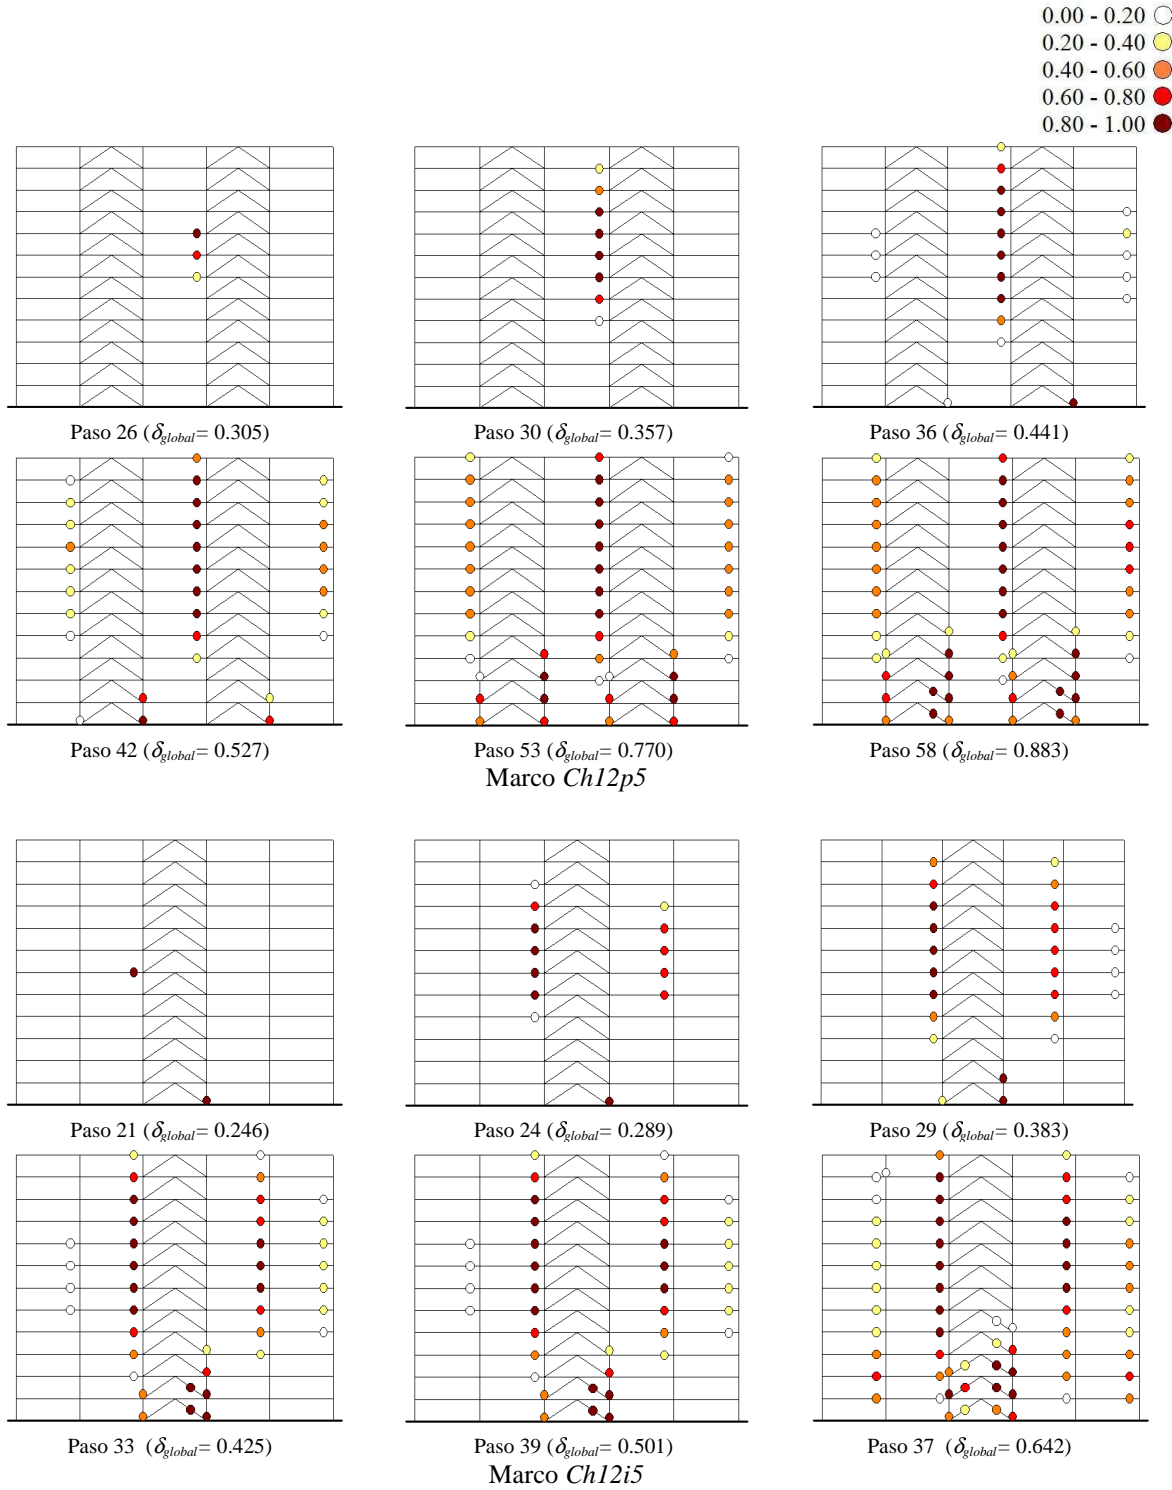 0.00 - 0.20
0.20 - 0.40
0.40 - 0.60
0.60 - 0.80
0.80 - 1.00
Paso 26 (δglobal= 0.305)
Paso 30 (δglobal= 0.357)
Paso 36 (δglobal= 0.441)
Paso 42 (δglobal= 0.527)
Paso 53 (δglobal= 0.770)
Paso 58 (δglobal= 0.883)
Marco Ch12p5
Paso 21 (δglobal= 0.246)
Paso 24 (δglobal= 0.289)
Paso 29 (δglobal= 0.383)
Paso 33 (δglobal= 0.425)
Paso 39 (δglobal= 0.501)
Paso 37 (δglobal= 0.642)
Marco Ch12i5